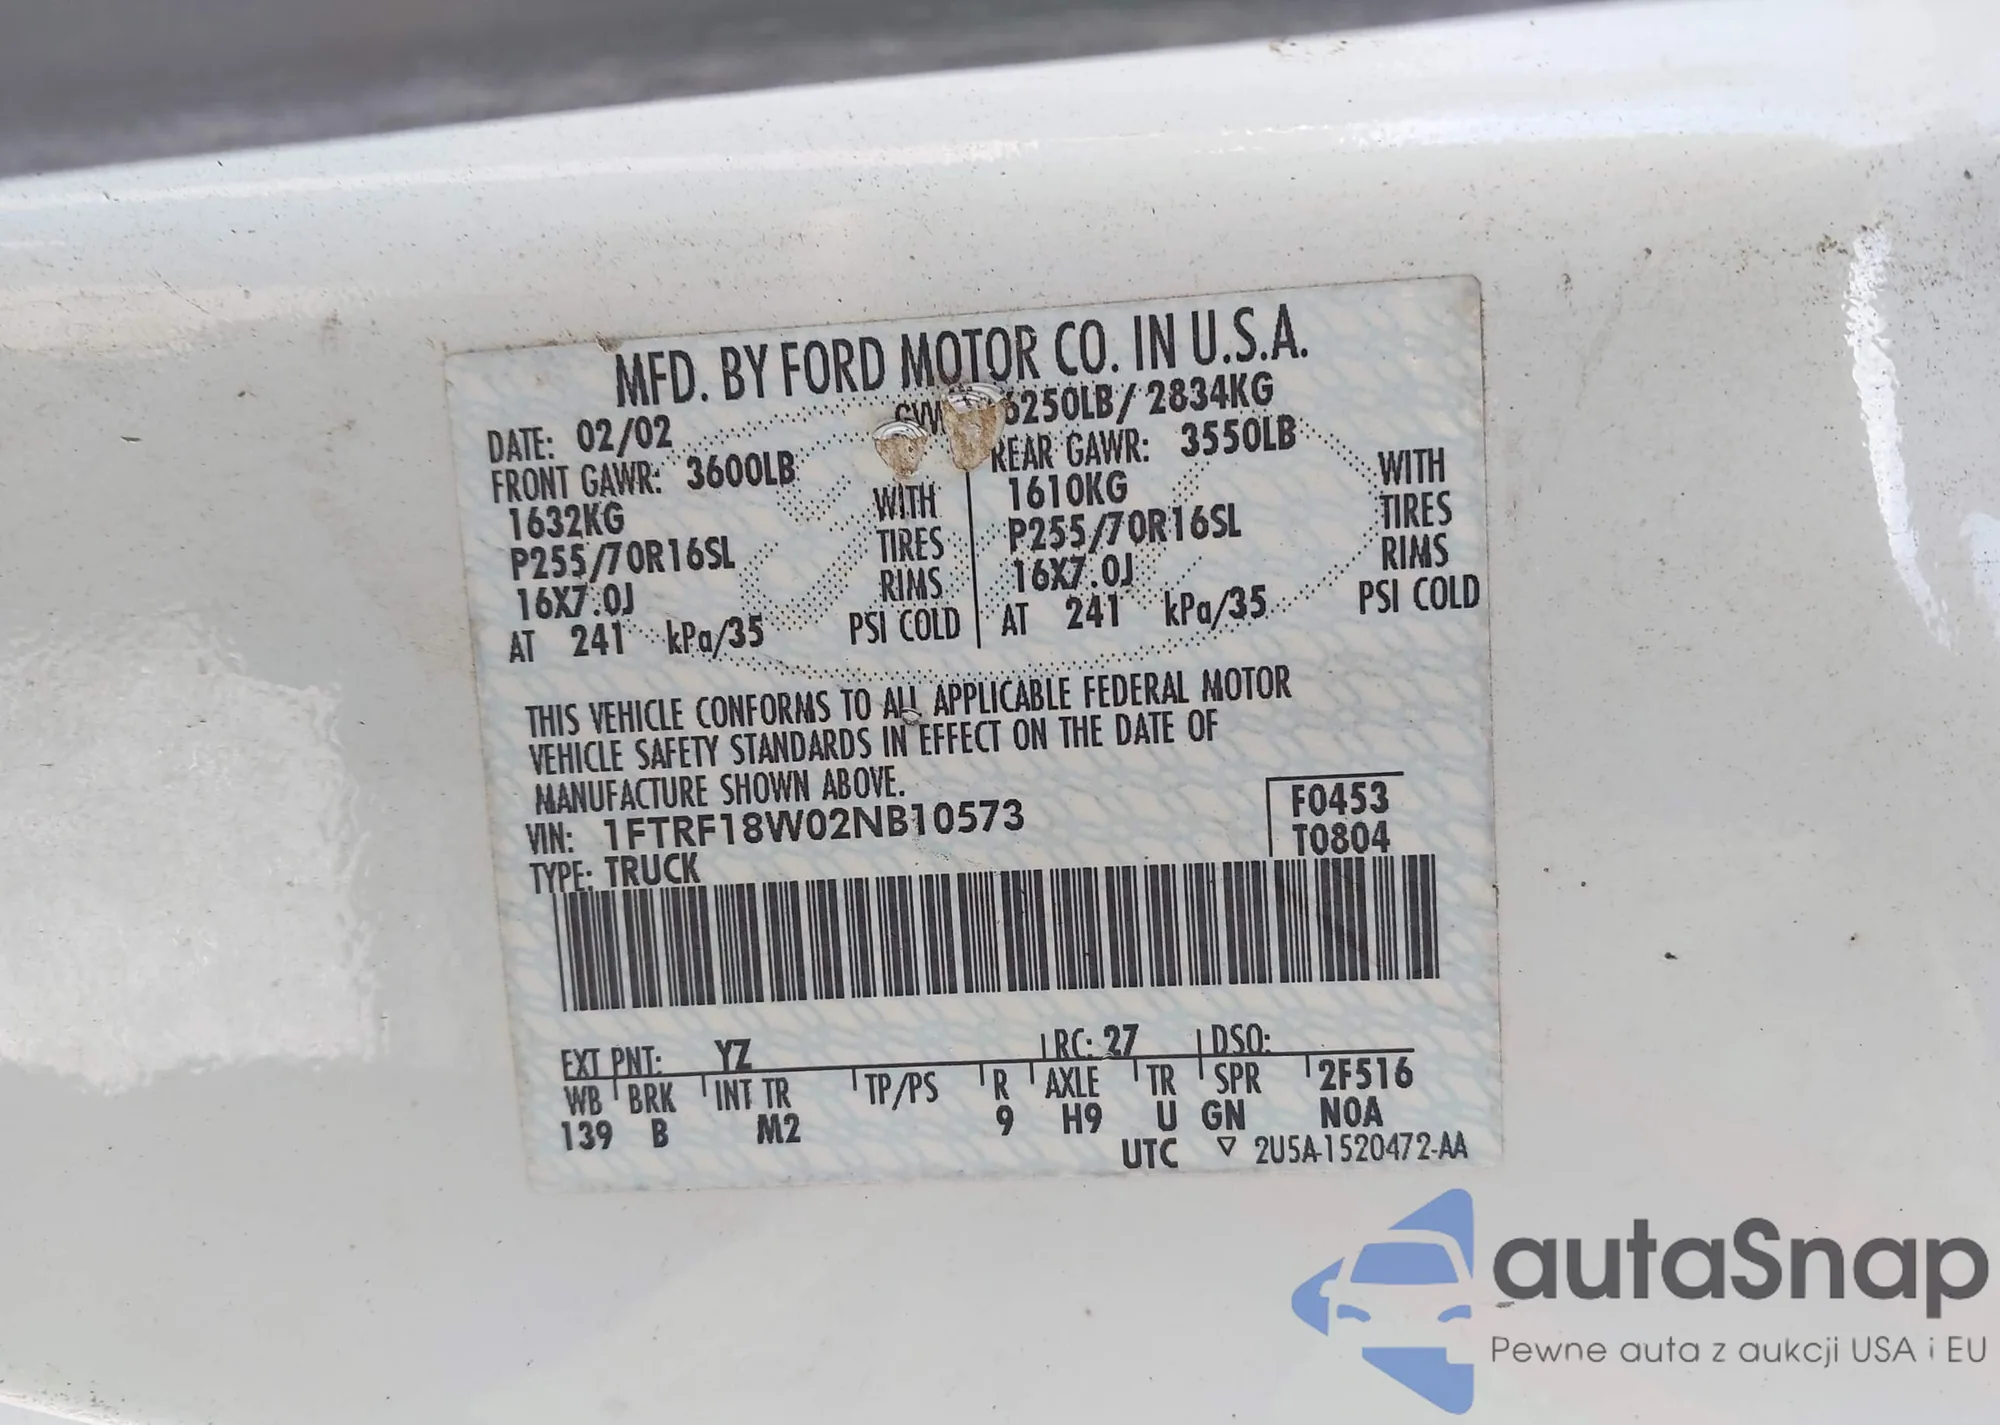 MFD. BY FORD MOTOR CO. IN U.S.A.
DATE: 02/02 6250LB/ 2834KG
FRONT GAWR: 3600LB REAR GAWR: 3550LB
1632KG WITH 1610KG WITH
P255/70R16SL TIRES P255/70R16SL TIRES
16X7.0J RIMS 16X7.0J RIMS
AT 241 kPa/35 PSI COLD AT 241 kPa/35 PSI COLD
THIS VEHICLE CONFORMS TO ALL APPLICABLE FEDERAL MOTOR
VEHICLE SAFETY STANDARDS IN EFFECT ON THE DATE OF
MANUFACTURE SHOWN ABOVE.
VIN: 1FTRF18W02NB10573 F0453
TYPE: TRUCK T0804
EXT PNT: YZ RC: 27 DSO:
WB BRK INT TR TP/PS R AXLE TR SPR 2F516
139 B M2 9 H9 U GN N0A
UTC ▽ 2U5A-1520472-AA
autaSnap
Pewne auta z aukcji USA i EU